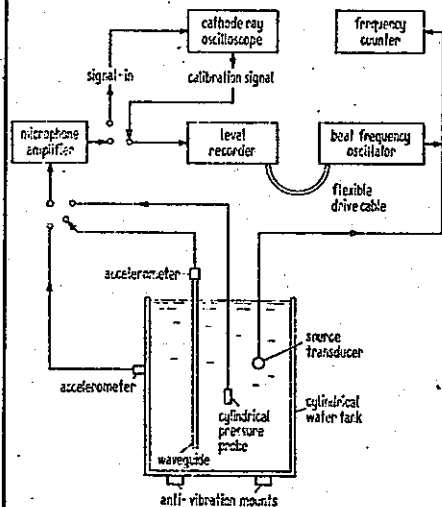 cathode ray
oscilloscope
frequency
counter
signal-in
calibration signal
microphone
amplifier
level
recorder
beat frequency
oscillator
flexible
drive cable
accelerometer
source
transducer
accelerometer
cylindrical
pressure
probe
cylindrical
water tank
waveguide
anti-vibration mounts